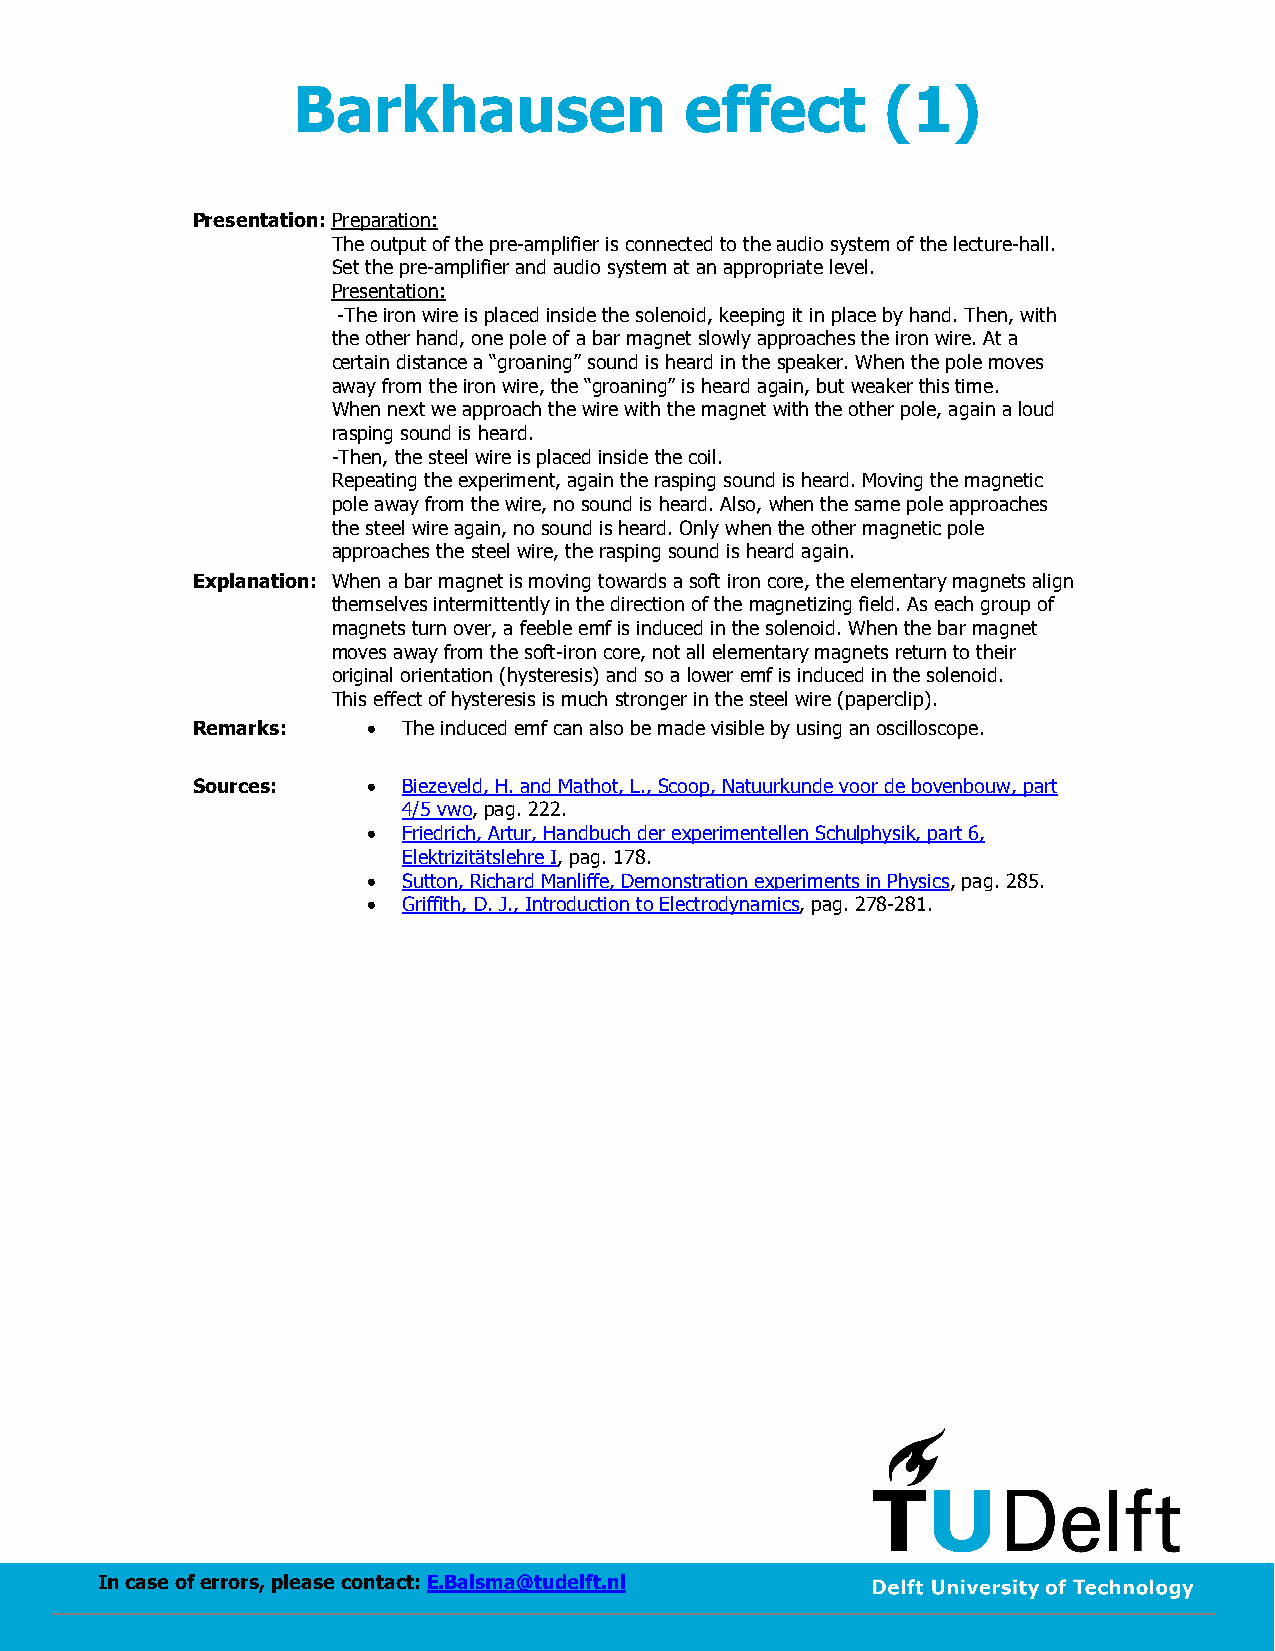 Barkhausen effect (1)
Presentation: Preparation:
The output of the pre-amplifier is connected to the audio system of the lecture-hall.
Set the pre-amplifier and audio system at an appropriate level.
Presentation:
-The iron wire is placed inside the solenoid, keeping it in place by hand. Then, with
the other hand, one pole of a bar magnet slowly approaches the iron wire. At a
certain distance a “groaning” sound is heard in the speaker. When the pole moves
away from the iron wire, the “groaning” is heard again, but weaker this time.
When next we approach the wire with the magnet with the other pole, again a loud
rasping sound is heard.
-Then, the steel wire is placed inside the coil.
Repeating the experiment, again the rasping sound is heard. Moving the magnetic
pole away from the wire, no sound is heard. Also, when the same pole approaches
the steel wire again, no sound is heard. Only when the other magnetic pole
approaches the steel wire, the rasping sound is heard again.
Explanation: When a bar magnet is moving towards a soft iron core, the elementary magnets align
themselves intermittently in the direction of the magnetizing field. As each group of
magnets turn over, a feeble emf is induced in the solenoid. When the bar magnet
moves away from the soft-iron core, not all elementary magnets return to their
original orientation (hysteresis) and so a lower emf is induced in the solenoid.
This effect of hysteresis is much stronger in the steel wire (paperclip).
Remarks: • The induced emf can also be made visible by using an oscilloscope.
Sources: • Biezeveld, H. and Mathot, L., Scoop, Natuurkunde voor de bovenbouw, part
4/5 vwo, pag. 222.
• Friedrich, Artur, Handbuch der experimentellen Schulphysik, part 6,
Elektrizitätslehre I, pag. 178.
• Sutton, Richard Manliffe, Demonstration experiments in Physics, pag. 285.
• Griffith, D. J., Introduction to Electrodynamics, pag. 278-281.
TUDelft
In case of errors, please contact: E.Balsma@tudelft.nl
Delft University of Technology